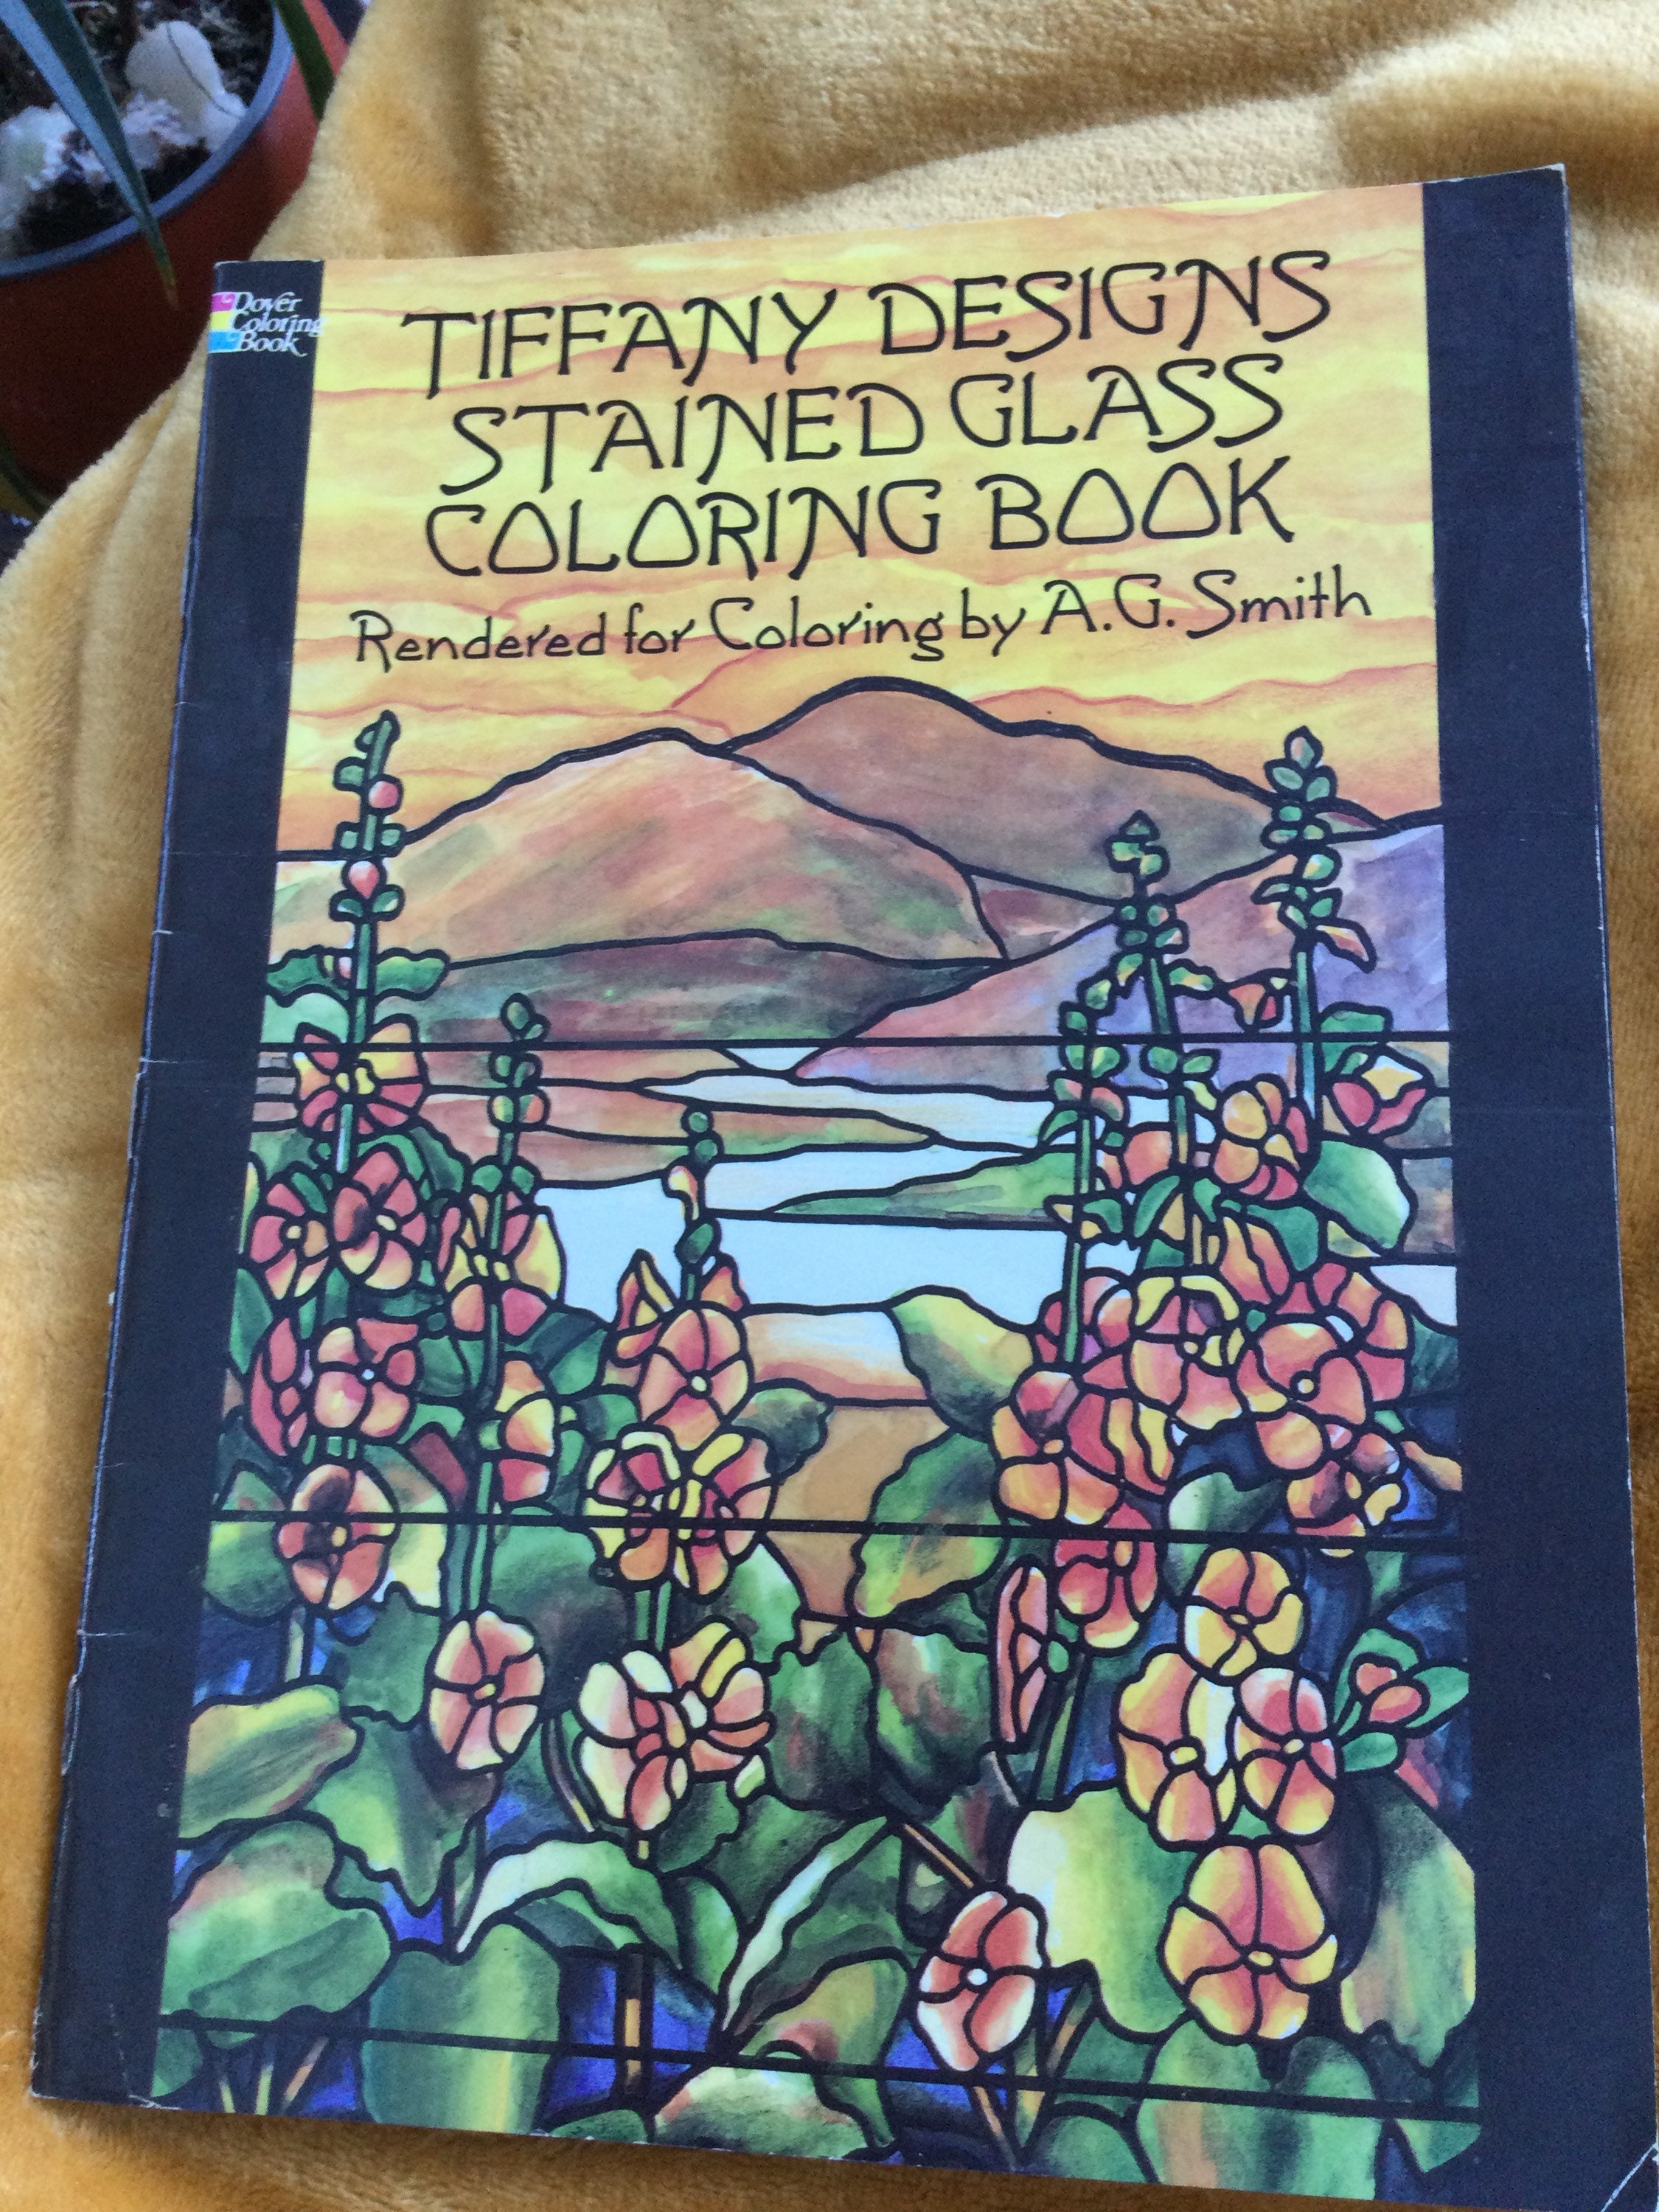 Dover
Coloring
Book
TIFFANY DESIGNS
STAINED GLASS
COLORING BOOK
Rendered for Coloring by A.G. Smith